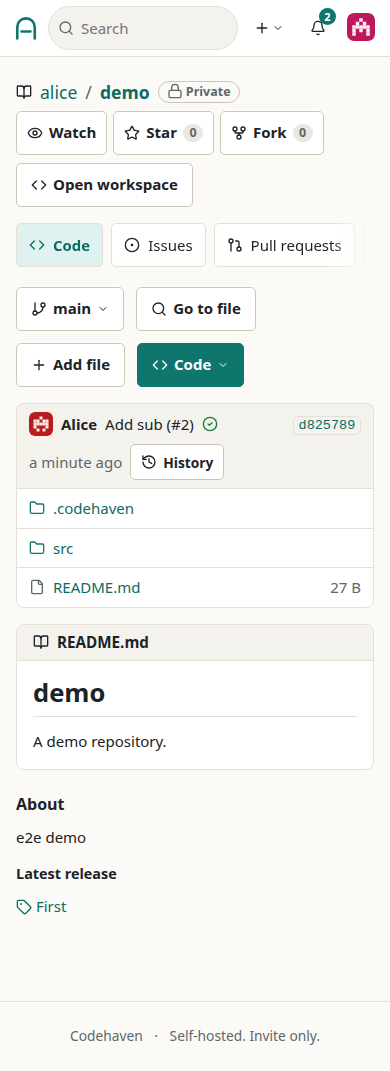 Search
2
alice / demo Private
Watch Star 0 Fork 0
Open workspace
Code Issues Pull requests
main Go to file
Add file Code
Alice Add sub (#2) d825789
a minute ago History
.codehaven
src
README.md 27 B
README.md
demo
A demo repository.
About
e2e demo
Latest release
First
Codehaven · Self-hosted. Invite only.